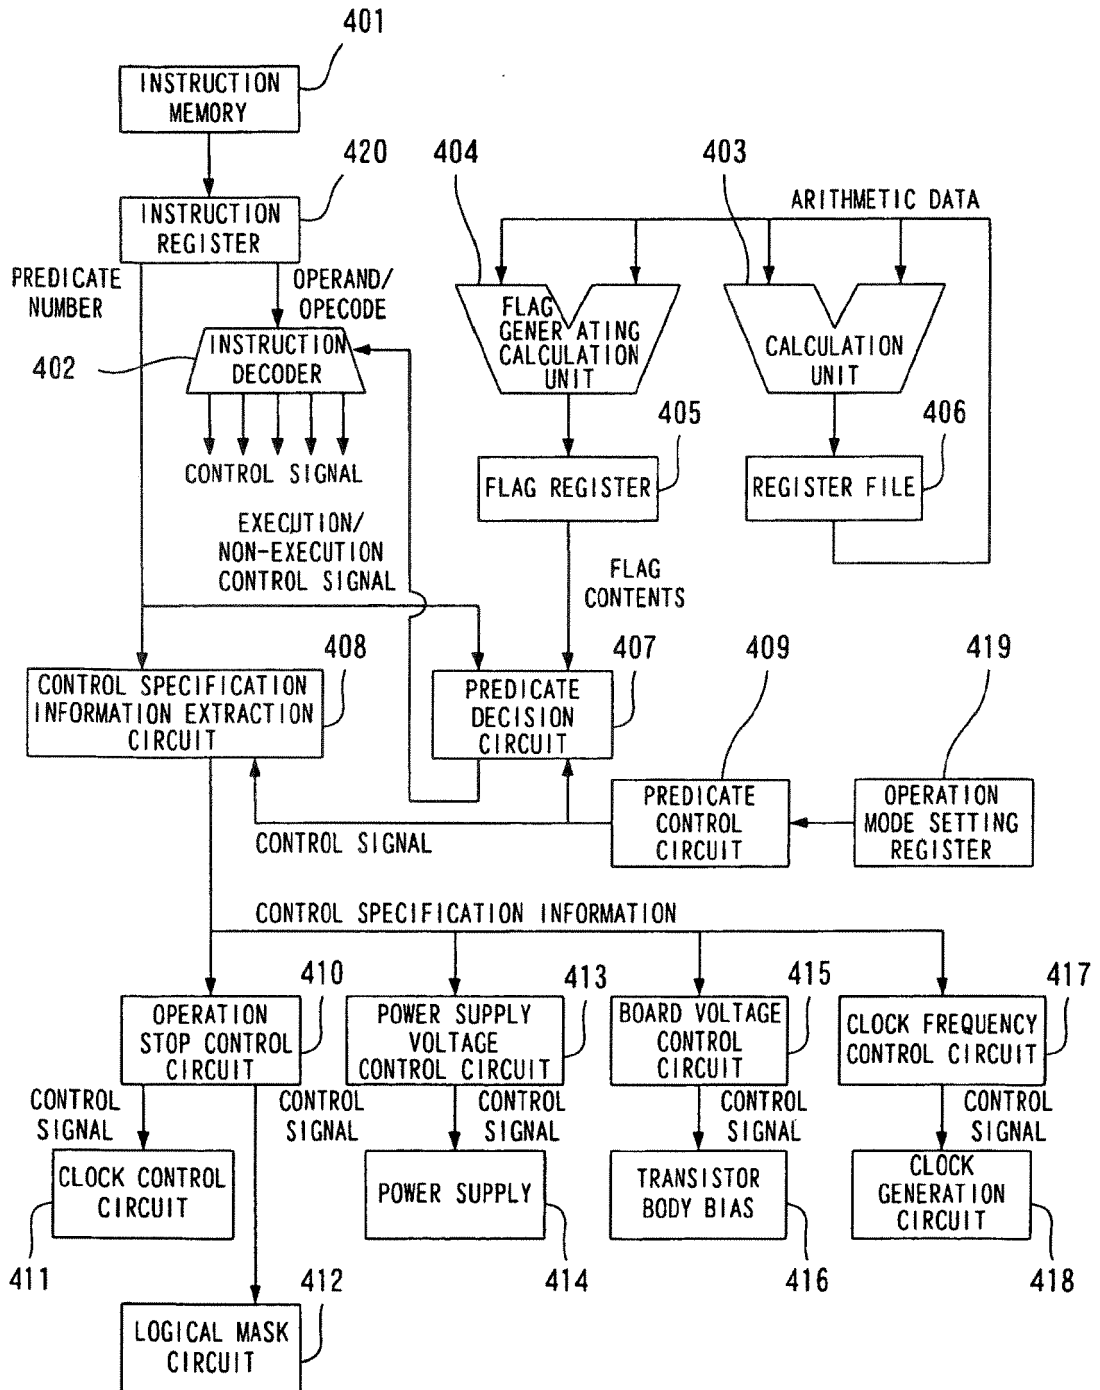 401
INSTRUCTION
MEMORY
420
INSTRUCTION
REGISTER
404
403
ARITHMETIC DATA
PREDICATE
NUMBER
OPERAND/
OPECODE
402
INSTRUCTION
DECODER
FLAG
GENERATING
CALCULATION
UNIT
CALCULATION
UNIT
CONTROL SIGNAL
405
FLAG REGISTER
406
REGISTER FILE
EXECUTION/
NON-EXECUTION
CONTROL SIGNAL
FLAG
CONTENTS
408
CONTROL SPECIFICATION
INFORMATION EXTRACTION
CIRCUIT
407
PREDICATE
DECISION
CIRCUIT
409
419
PREDICATE
CONTROL
CIRCUIT
OPERATION
MODE SETTING
REGISTER
CONTROL SIGNAL
CONTROL SPECIFICATION INFORMATION
410
OPERATION
STOP CONTROL
CIRCUIT
413
POWER SUPPLY
VOLTAGE
CONTROL CIRCUIT
415
BOARD VOLTAGE
CONTROL
CIRCUIT
417
CLOCK FREQUENCY
CONTROL CIRCUIT
CONTROL
SIGNAL
CONTROL
SIGNAL
CONTROL
SIGNAL
CONTROL
SIGNAL
CONTROL
SIGNAL
CLOCK CONTROL
CIRCUIT
POWER SUPPLY
TRANSISTOR
BODY BIAS
CLOCK
GENERATION
CIRCUIT
411
412
414
416
418
LOGICAL MASK
CIRCUIT